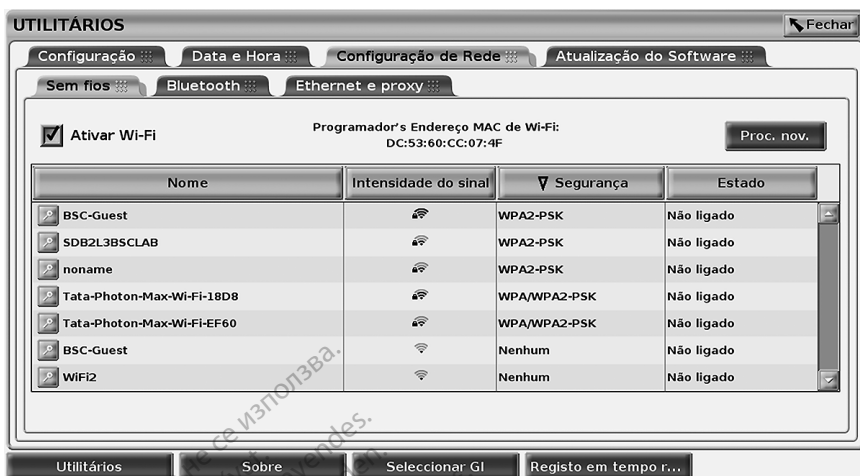 UTILITÁRIOS
Fechar
Configuração
Data e Hora
Configuração de Rede
Atualização do Software
Sem fios
Bluetooth
Ethernet e proxy
Ativar Wi-Fi
Programador's Endereço MAC de Wi-Fi:
DC:53:60:CC:07:4F
Proc. nov.
Nome Intensidade do sinal Segurança Estado
BSC-Guest WPA2-PSK Não ligado
SDB2L3BSCLAB WPA2-PSK Não ligado
noname WPA2-PSK Não ligado
Tata-Photon-Max-Wi-Fi-18D8 WPA/WPA2-PSK Não ligado
Tata-Photon-Max-Wi-Fi-EF60 WPA/WPA2-PSK Não ligado
BSC-Guest Nenhum Não ligado
WiFi2 Nenhum Não ligado
не се използва.
Utilitários
Sobre
Seleccionar GI
Registo em tempo r...